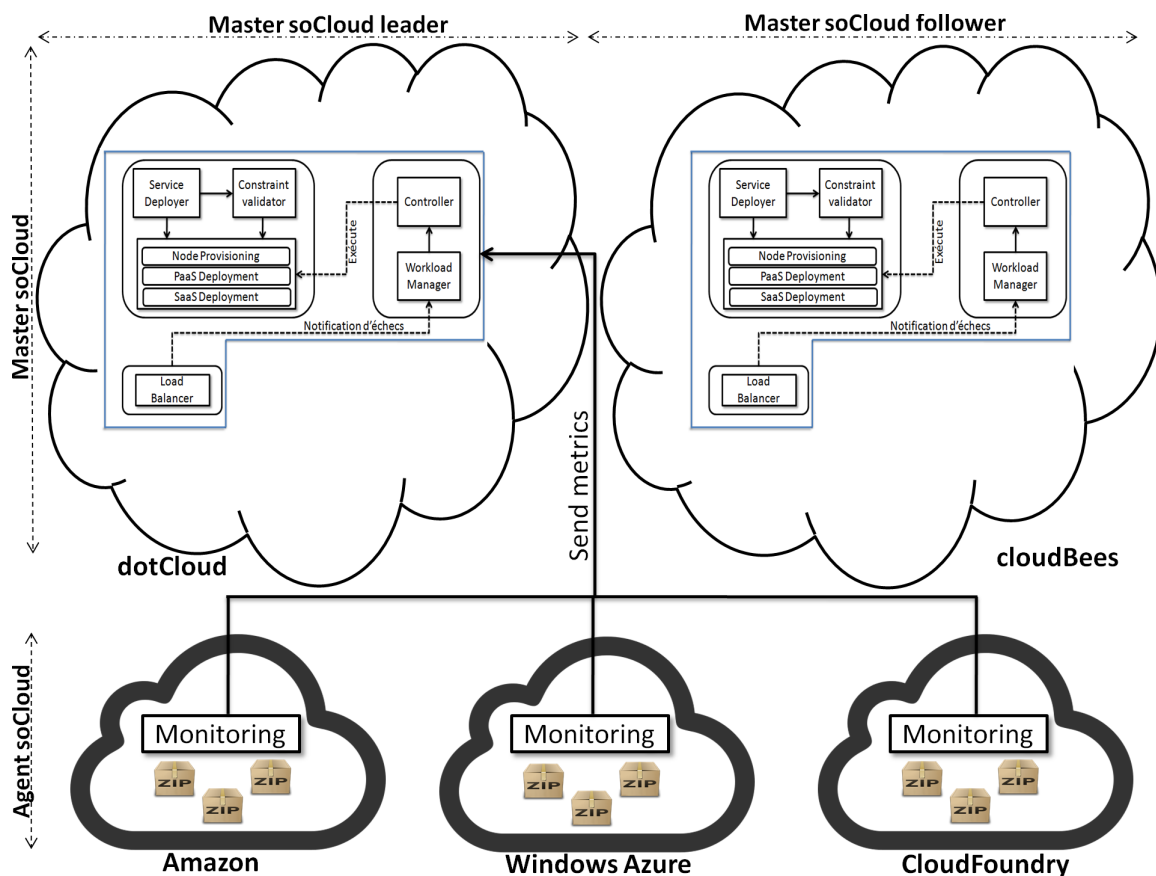 Master soCloud leader
Master soCloud follower
Master soCloud
Service
Deployer
Constraint
validator
Controller
Exécute
Node Provisioning
PaaS Deployment
SaaS Deployment
Workload
Manager
Notification d'échecs
Load
Balancer
dotCloud
Service
Deployer
Constraint
validator
Controller
Exécute
Node Provisioning
PaaS Deployment
SaaS Deployment
Workload
Manager
Notification d'échecs
Load
Balancer
cloudBees
Send metrics
Agent soCloud
Monitoring
ZIP
ZIP
ZIP
Amazon
Monitoring
ZIP
ZIP
ZIP
Windows Azure
Monitoring
ZIP
ZIP
ZIP
CloudFoundry